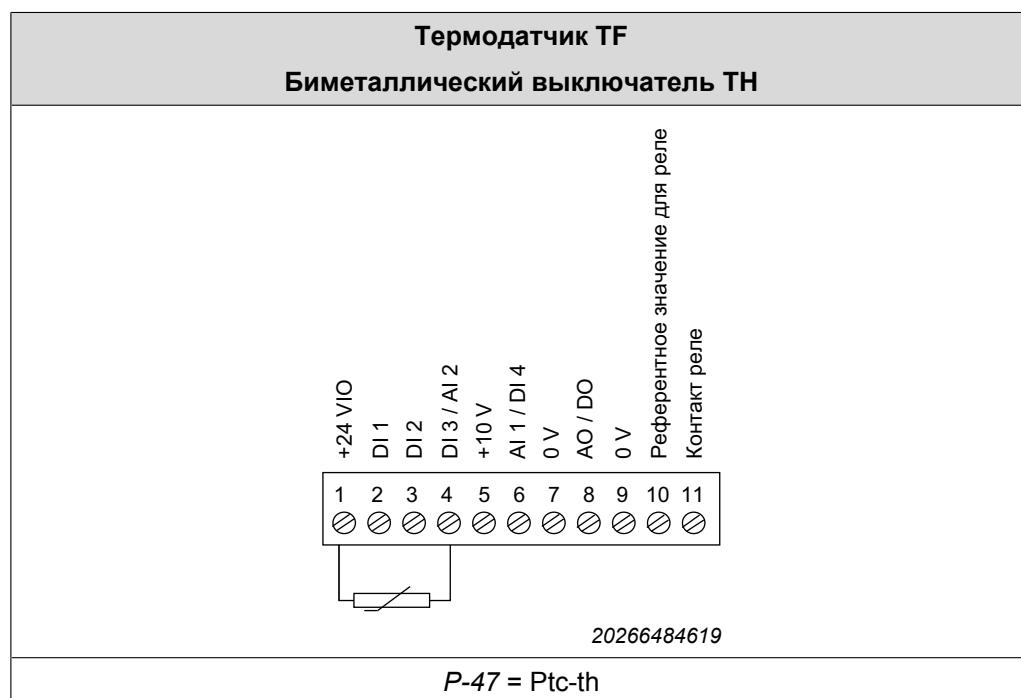 Термодатчик TF
Биметаллический выключатель TH
+24 VIO
DI 1
DI 2
DI 3 / AI 2
+10 V
AI 1 / DI 4
0 V
AO / DO
0 V
Референтное значение для реле
Контакт реле
1 2 3 4 5 6 7 8 9 10 11
20266484619
P-47 = Ptc-th